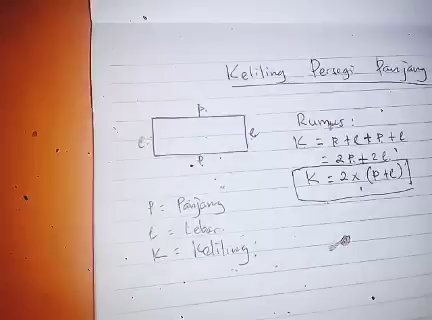 Keliling Persegi Panjang
P.
l. l
P
Rumus:
K = P + l + P + l
= 2P + 2l
K = 2 x (P + l)
P = Panjang
l = Lebar
K = Keliling.